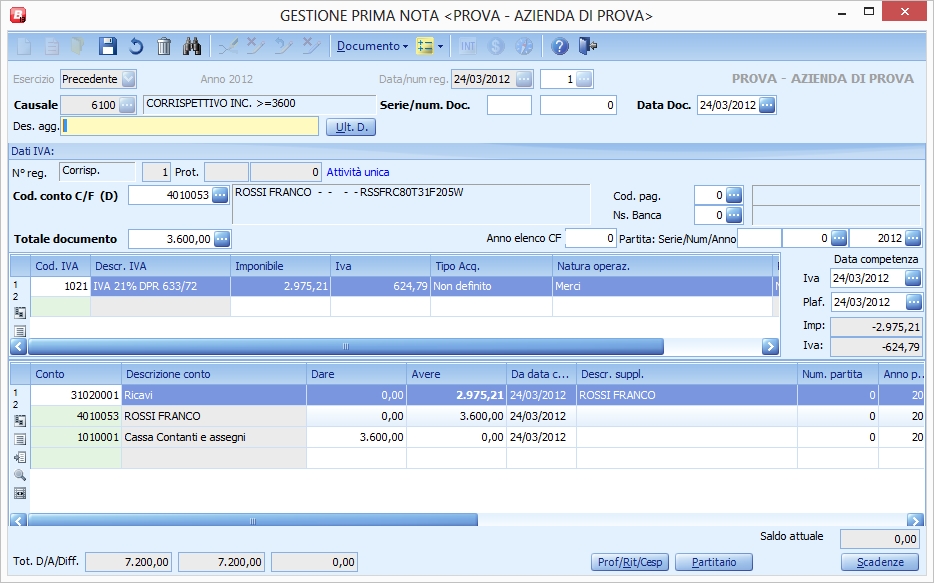 GESTIONE PRIMA NOTA <PROVA - AZIENDA DI PROVA>
Documento
INT
Esercizio Precedente Anno 2012 Data/num reg. 24/03/2012 1 PROVA - AZIENDA DI PROVA
Causale 6100 CORRISPETTIVO INC. >=3600 Serie/num. Doc. 0 Data Doc. 24/03/2012
Des. agg. Ult. D.
Dati IVA:
N° reg. Corrisp. 1 Prot. 0 Attività unica
Cod. conto C/F (D) 4010053 ROSSI FRANCO - - - - RSSFRC80T31F205W Cod. pag. 0
Ns. Banca 0
Totale documento 3.600,00 Anno elenco CF 0 Partita: Serie/Num/Anno 0 2012
Cod. IVA Descr. IVA Imponibile Iva Tipo Acq. Natura operaz.
1 1021 IVA 21% DPR 633/72 2.975,21 624,79 Non definito Merci
2
Data competenza
Iva 24/03/2012
Plaf. 24/03/2012
Imp: -2.975,21
Iva: -624,79
Conto Descrizione conto Dare Avere Da data c... Descr. suppl. Num. partita Anno p...
1 31020001 Ricavi 0,00 2.975,21 24/03/2012 ROSSI FRANCO 0 20
2 4010053 ROSSI FRANCO 0,00 3.600,00 24/03/2012 0 20
1010001 Cassa Contanti e assegni 3.600,00 0,00 24/03/2012 0 20
Saldo attuale 0,00
Tot. D/A/Diff. 7.200,00 7.200,00 0,00 Prof/Rit/Cesp Partitario Scadenze